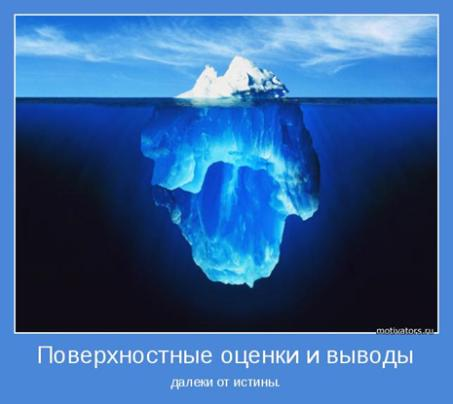 motivators.ru
Поверхностные оценки и выводы
далеки от истины.